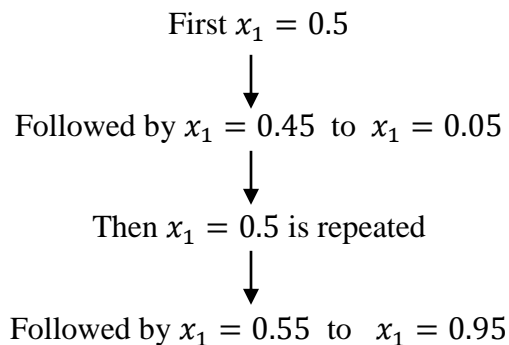 First x₁ = 0.5
Followed by x₁ = 0.45 to x₁ = 0.05
Then x₁ = 0.5 is repeated
Followed by x₁ = 0.55 to x₁ = 0.95